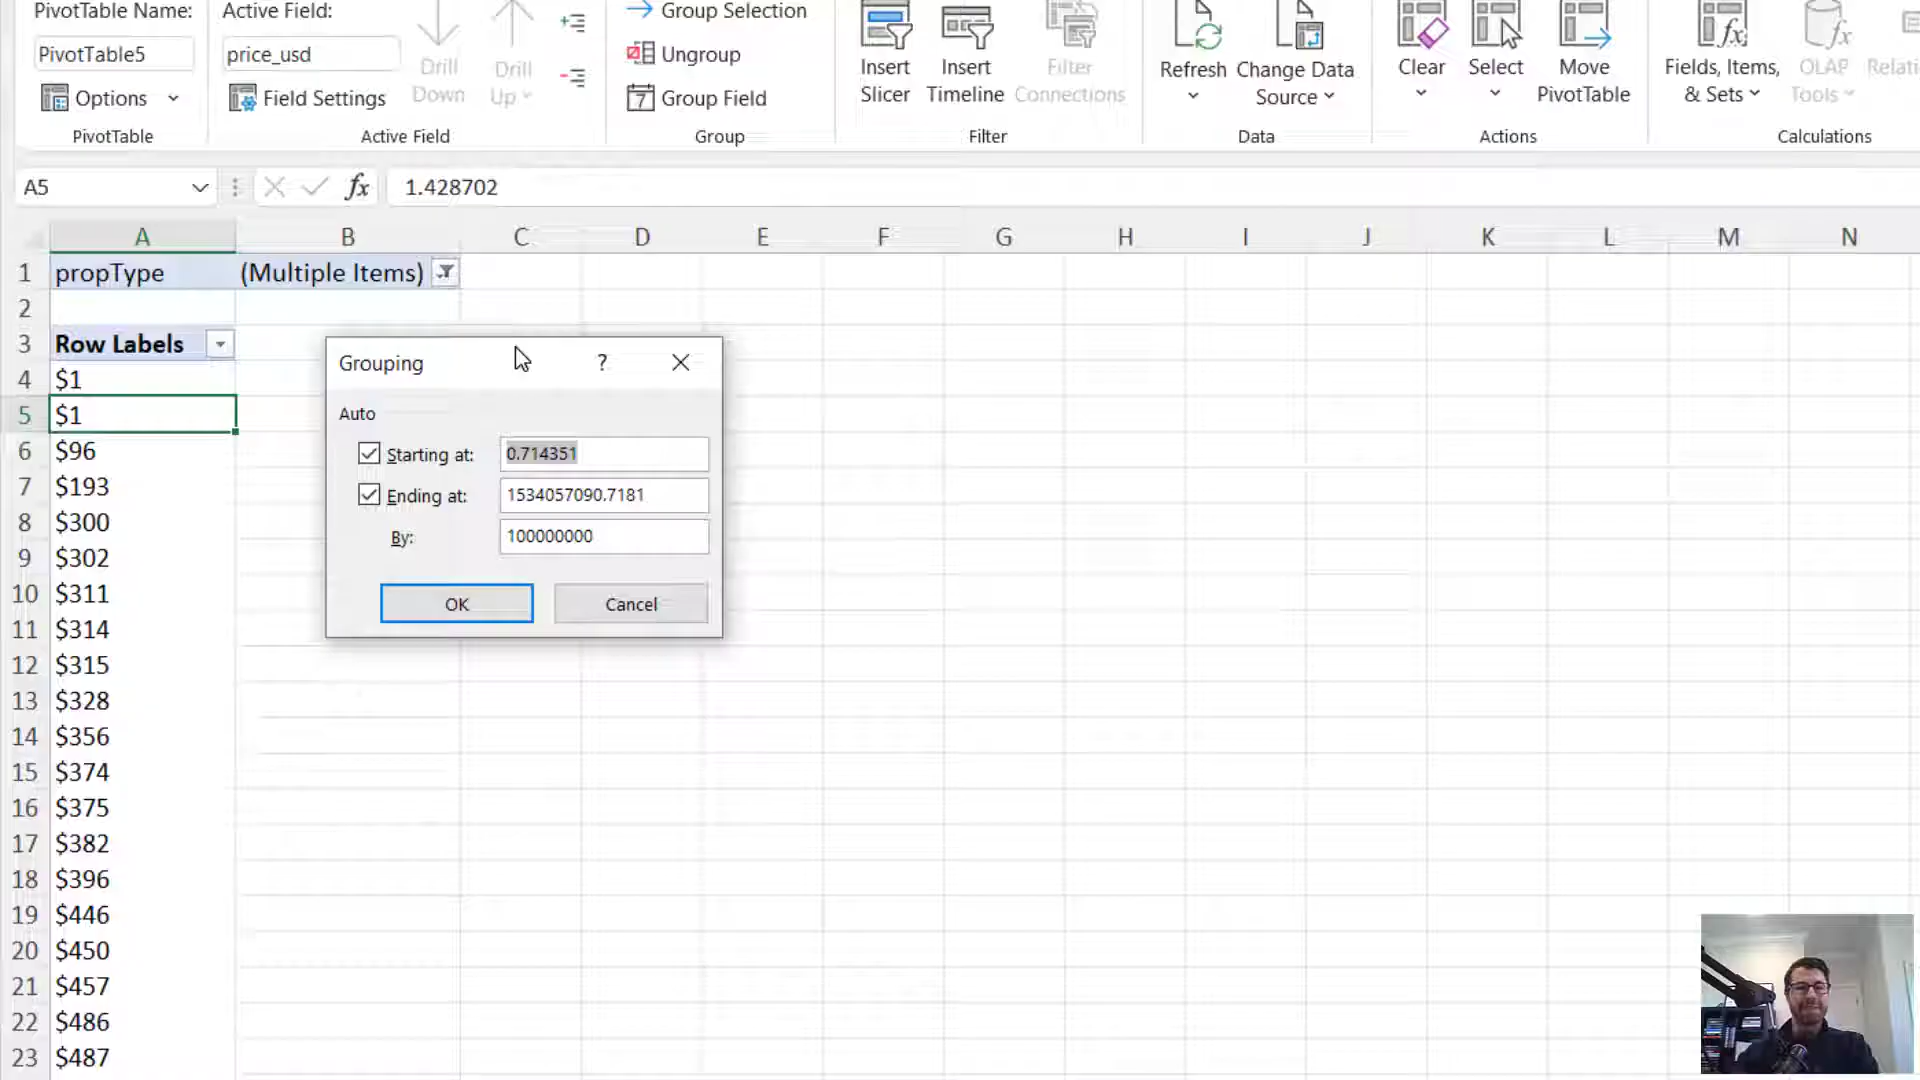 PivotTable Name:
PivotTable5
Options
PivotTable
Active Field:
price_usd
Field Settings
Drill
Down
Drill
Up
Active Field
Group Selection
Ungroup
7 Group Field
Group
Insert
Slicer
Insert
Timeline
Filter
Connections
Filter
Refresh
Change Data
Source
Data
Clear
Select
Move
PivotTable
Actions
Fields, Items,
& Sets
OLAP
Tools
Calculations
A5
fx
1.428702
A B C D E F G H I J K L M N
1 propType (Multiple Items)
2
3 Row Labels
4 $1
5 $1
6 $96
7 $193
8 $300
9 $302
10 $311
11 $314
12 $315
13 $328
14 $356
15 $374
16 $375
17 $382
18 $396
19 $446
20 $450
21 $457
22 $486
23 $487
Grouping ?
Auto
Starting at: 0.714351
Ending at: 1534057090.7181
By: 100000000
OK Cancel